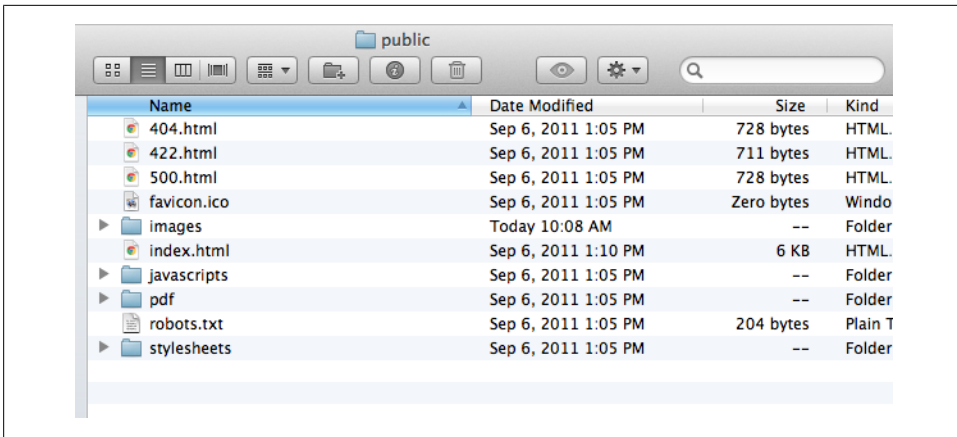 public
Name Date Modified Size Kind
404.html Sep 6, 2011 1:05 PM 728 bytes HTML.
422.html Sep 6, 2011 1:05 PM 711 bytes HTML.
500.html Sep 6, 2011 1:05 PM 728 bytes HTML.
favicon.ico Sep 6, 2011 1:05 PM Zero bytes Windo
images Today 10:08 AM -- Folder
index.html Sep 6, 2011 1:10 PM 6 KB HTML.
javascripts Sep 6, 2011 1:05 PM -- Folder
pdf Sep 6, 2011 1:05 PM -- Folder
robots.txt Sep 6, 2011 1:05 PM 204 bytes Plain T
stylesheets Sep 6, 2011 1:05 PM -- Folder